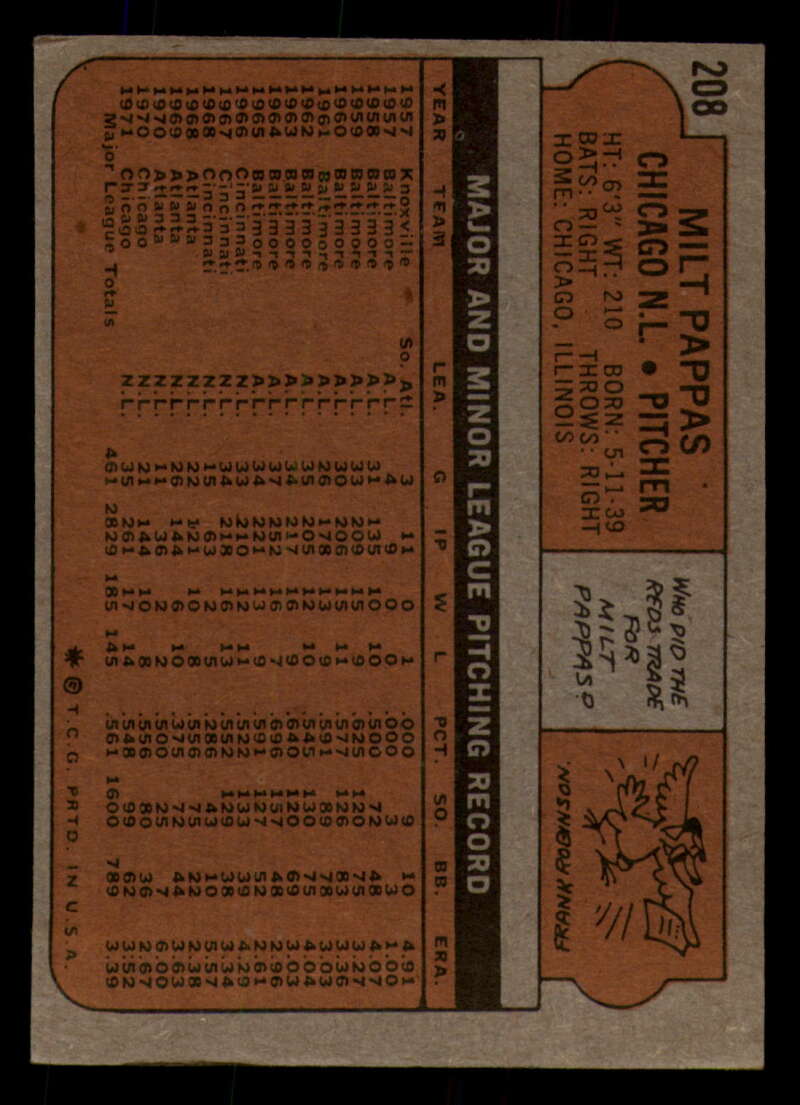 208
MILT PAPPAS
CHICAGO N.L. • PITCHER
HT: 6'3" WT: 210 BORN: 5-11-39
BATS: RIGHT THROWS: RIGHT
HOME: CHICAGO, ILLINOIS
WHO DID THE
REDS TRADE
FOR
MILT
PAPPAS?
FRANK ROBINSON.
MAJOR AND MINOR LEAGUE PITCHING RECORD
YEAR TEAM LEA. G IP W L PCT. SO. BB. ERA.
1957 Knoxville So. Atl. 3 11 0 1 .000 9 10 4.91
1957 Baltimore A.L. 4 9 0 0 .000 3 3 1.00
1958 Baltimore A.L. 31 135 10 10 .500 72 48 4.07
1959 Baltimore A.L. 33 209 15 9 .625 120 75 3.27
1960 Baltimore A.L. 30 206 15 11 .577 126 83 3.36
1961 Baltimore A.L. 26 178 13 9 .591 89 78 3.03
1962 Baltimore A.L. 35 205 12 10 .545 130 75 4.04
1963 Baltimore A.L. 34 217 16 9 .640 120 69 3.03
1964 Baltimore A.L. 37 252 16 7 .696 157 48 2.96
1965 Baltimore A.L. 34 221 13 9 .591 127 52 2.61
1966 Cincinnati N.L. 33 210 12 11 .522 133 39 4.29
1967 Cincinnati N.L. 34 218 16 13 .552 129 38 3.34
1968 Cincinnati N.L. 15 63 2 5 .286 43 10 5.57
1968 Atlanta N.L. 22 121 10 8 .556 75 22 2.38
1969 Atlanta N.L. 26 144 6 10 .375 72 44 3.63
1970 Atlanta N.L. 11 36 2 2 .500 25 7 6.00
1970 Chicago N.L. 21 144 10 8 .556 80 36 2.67
1971 Chicago N.L. 35 261 17 14 .548 99 62 3.52
Major League Totals 461 2829 185 145 .561 1600 789 3.39
* © T.C.G. PRTD. IN U.S.A.